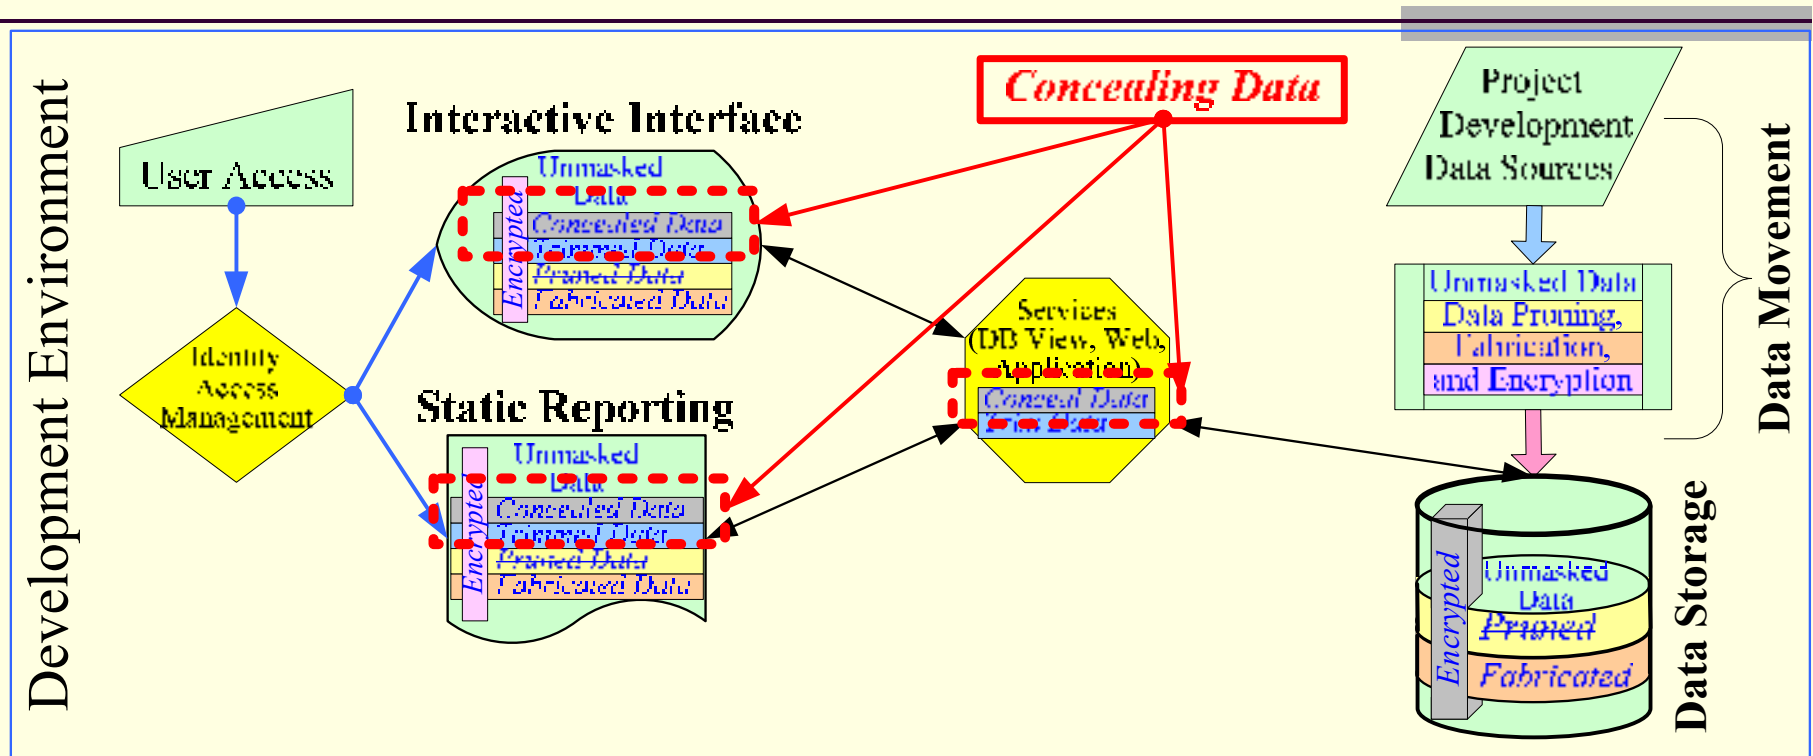 Development Environment
User Access
Identity
Access
Management
Interactive Interface
Unmasked
Data
Encrypted
Concealed Data
Trimmed Data
Pruned Data
Fabricated Data
Static Reporting
Unmasked
Data
Encrypted
Concealed Data
Trimmed Data
Pruned Data
Fabricated Data
Concealing Data
Services
(DB View, Web,
Application)
Conceal Data
Trim Data
Project
Development
Data Sources
Unmasked Data
Data Pruning,
Fabrication,
and Encryption
Data Movement
Encrypted
Unmasked
Data
Pruned
Fabricated
Data Storage